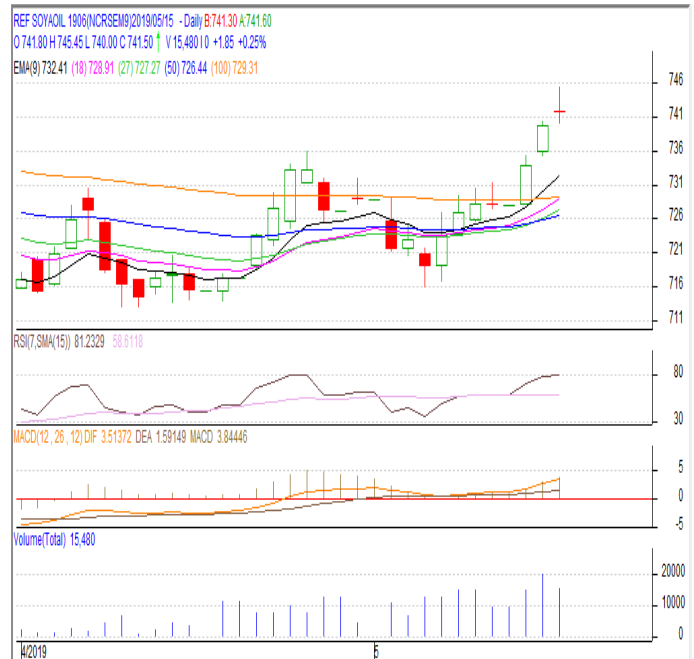 REF SOYAOIL 1906(NCRSEM9)2019/05/15 - Daily B:741.30 A:741.60
O 741.80 H 745.45 L 740.00 C 741.50 ↑ V 15,480 I 0 +1.85 +0.25%
EMA(9) 732.41 (18) 728.91 (27) 727.27 (50) 726.44 (100) 729.31
746
741
736
731
726
721
716
711
RSI(7,SMA(15)) 81.2329 58.6118
80
30
MACD(12 , 26 , 12) DIF 3.51372 DEA 1.59149 MACD 3.84446
5
0
-5
Volume(Total) 15,480
20000
10000
0
4/2019 5